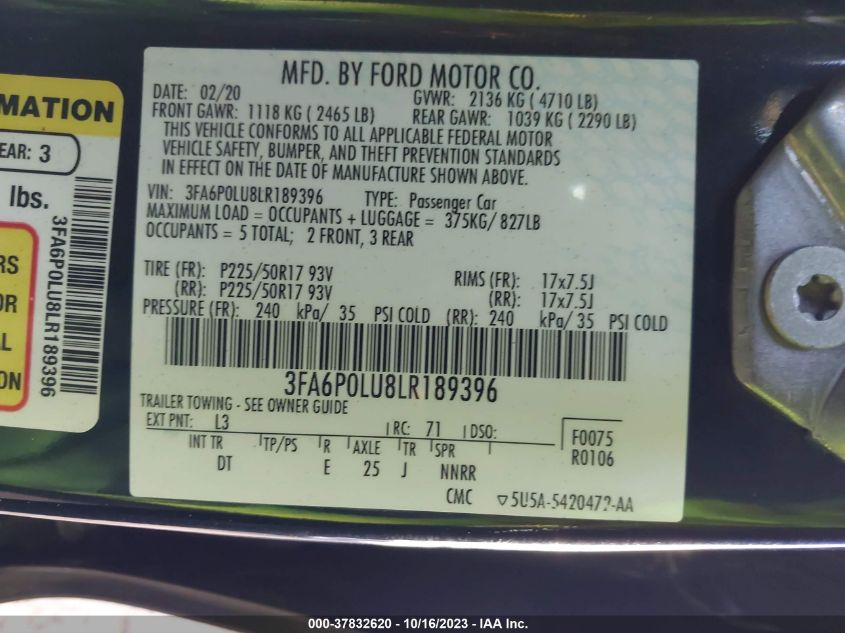 MFD. BY FORD MOTOR CO.
DATE: 02/20 GVWR: 2136 KG ( 4710 LB)
FRONT GAWR: 1118 KG ( 2465 LB) REAR GAWR: 1039 KG ( 2290 LB)
THIS VEHICLE CONFORMS TO ALL APPLICABLE FEDERAL MOTOR
VEHICLE SAFETY, BUMPER, AND THEFT PREVENTION STANDARDS
IN EFFECT ON THE DATE OF MANUFACTURE SHOWN ABOVE.
VIN: 3FA6P0LU8LR189396 TYPE: Passenger Car
MAXIMUM LOAD = OCCUPANTS + LUGGAGE = 375KG/ 827LB
OCCUPANTS = 5 TOTAL; 2 FRONT, 3 REAR
TIRE (FR): P225/50R17 93V RIMS (FR): 17x7.5J
(RR): P225/50R17 93V (RR): 17x7.5J
PRESSURE (FR): 240 kPa/ 35 PSI COLD (RR): 240 kPa/ 35 PSI COLD
3FA6P0LU8LR189396
TRAILER TOWING - SEE OWNER GUIDE
EXT PNT: L3 RC: 71 DSO:
F0075
R0106
INT TR TP/PS R AXLE TR SPR
DT E 25 J NNRR
CMC ▽5U5A-5420472-AA
MATION
EAR: 3
lbs.
RS
OR
AL
ON
3FA6P0LU8LR189396
000-37832620 - 10/16/2023 - IAA Inc.